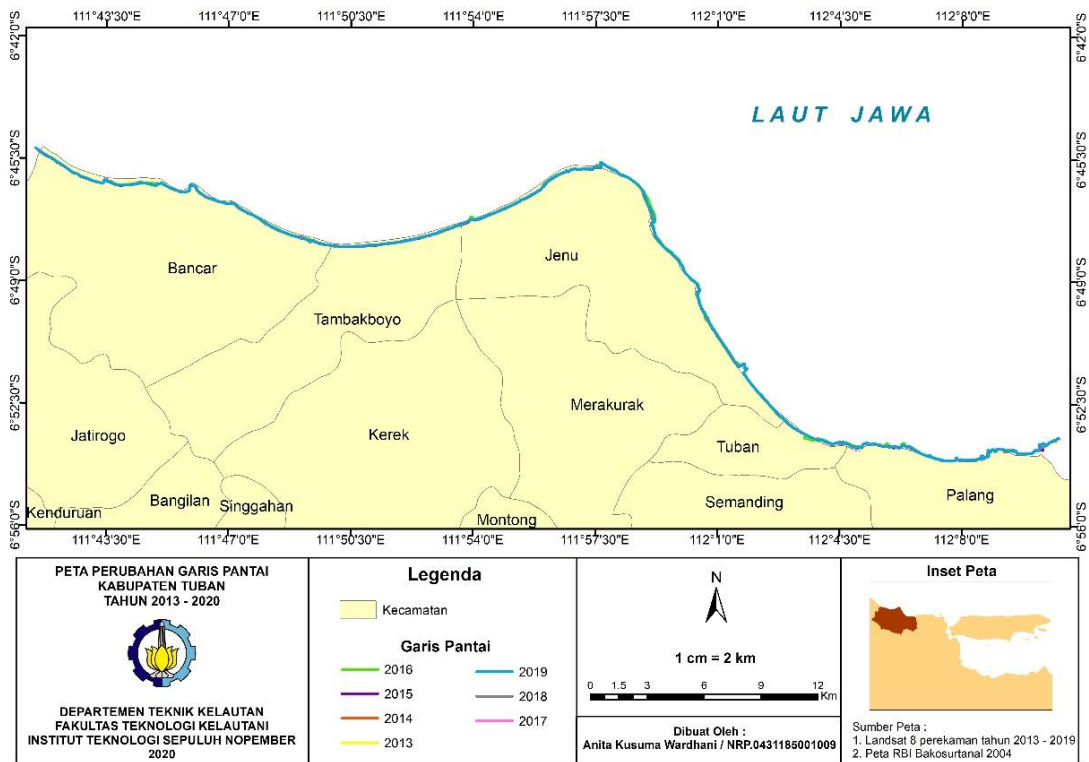 111°43'30"E 111°47'0"E 111°50'30"E 111°54'0"E 111°57'30"E 112°1'0"E 112°4'30"E 112°8'0"E
6°42'0"S 6°42'0"S
LAUT JAWA
6°45'30"S 6°45'30"S
Jenu
Bancar
6°49'0"S 6°49'0"S
Tambakboyo
Merakurak
6°52'30"S 6°52'30"S
Jatirogo
Kerek
Tuban
Palang
Bangilan
Singgahan
Semanding
Kenduruan
Montong
6°56'0"S 6°56'0"S
111°43'30"E 111°47'0"E 111°50'30"E 111°54'0"E 111°57'30"E 112°1'0"E 112°4'30"E 112°8'0"E
PETA PERUBAHAN GARIS PANTAI
KABUPATEN TUBAN
TAHUN 2013 - 2020
DEPARTEMEN TEKNIK KELAUTAN
FAKULTAS TEKNOLOGI KELAUTANI
INSTITUT TEKNOLOGI SEPULUH NOPEMBER
2020
Legenda
Kecamatan
Garis Pantai
2016
2015
2014
2013
2019
2018
2017
N
1 cm = 2 km
0 1.5 3 6 9 12
Km
Dibuat Oleh :
Anita Kusuma Wardhani / NRP.0431185001009
Inset Peta
Sumber Peta :
1. Landsat 8 perekaman tahun 2013 - 2019
2. Peta RBI Bakosurtanal 2004